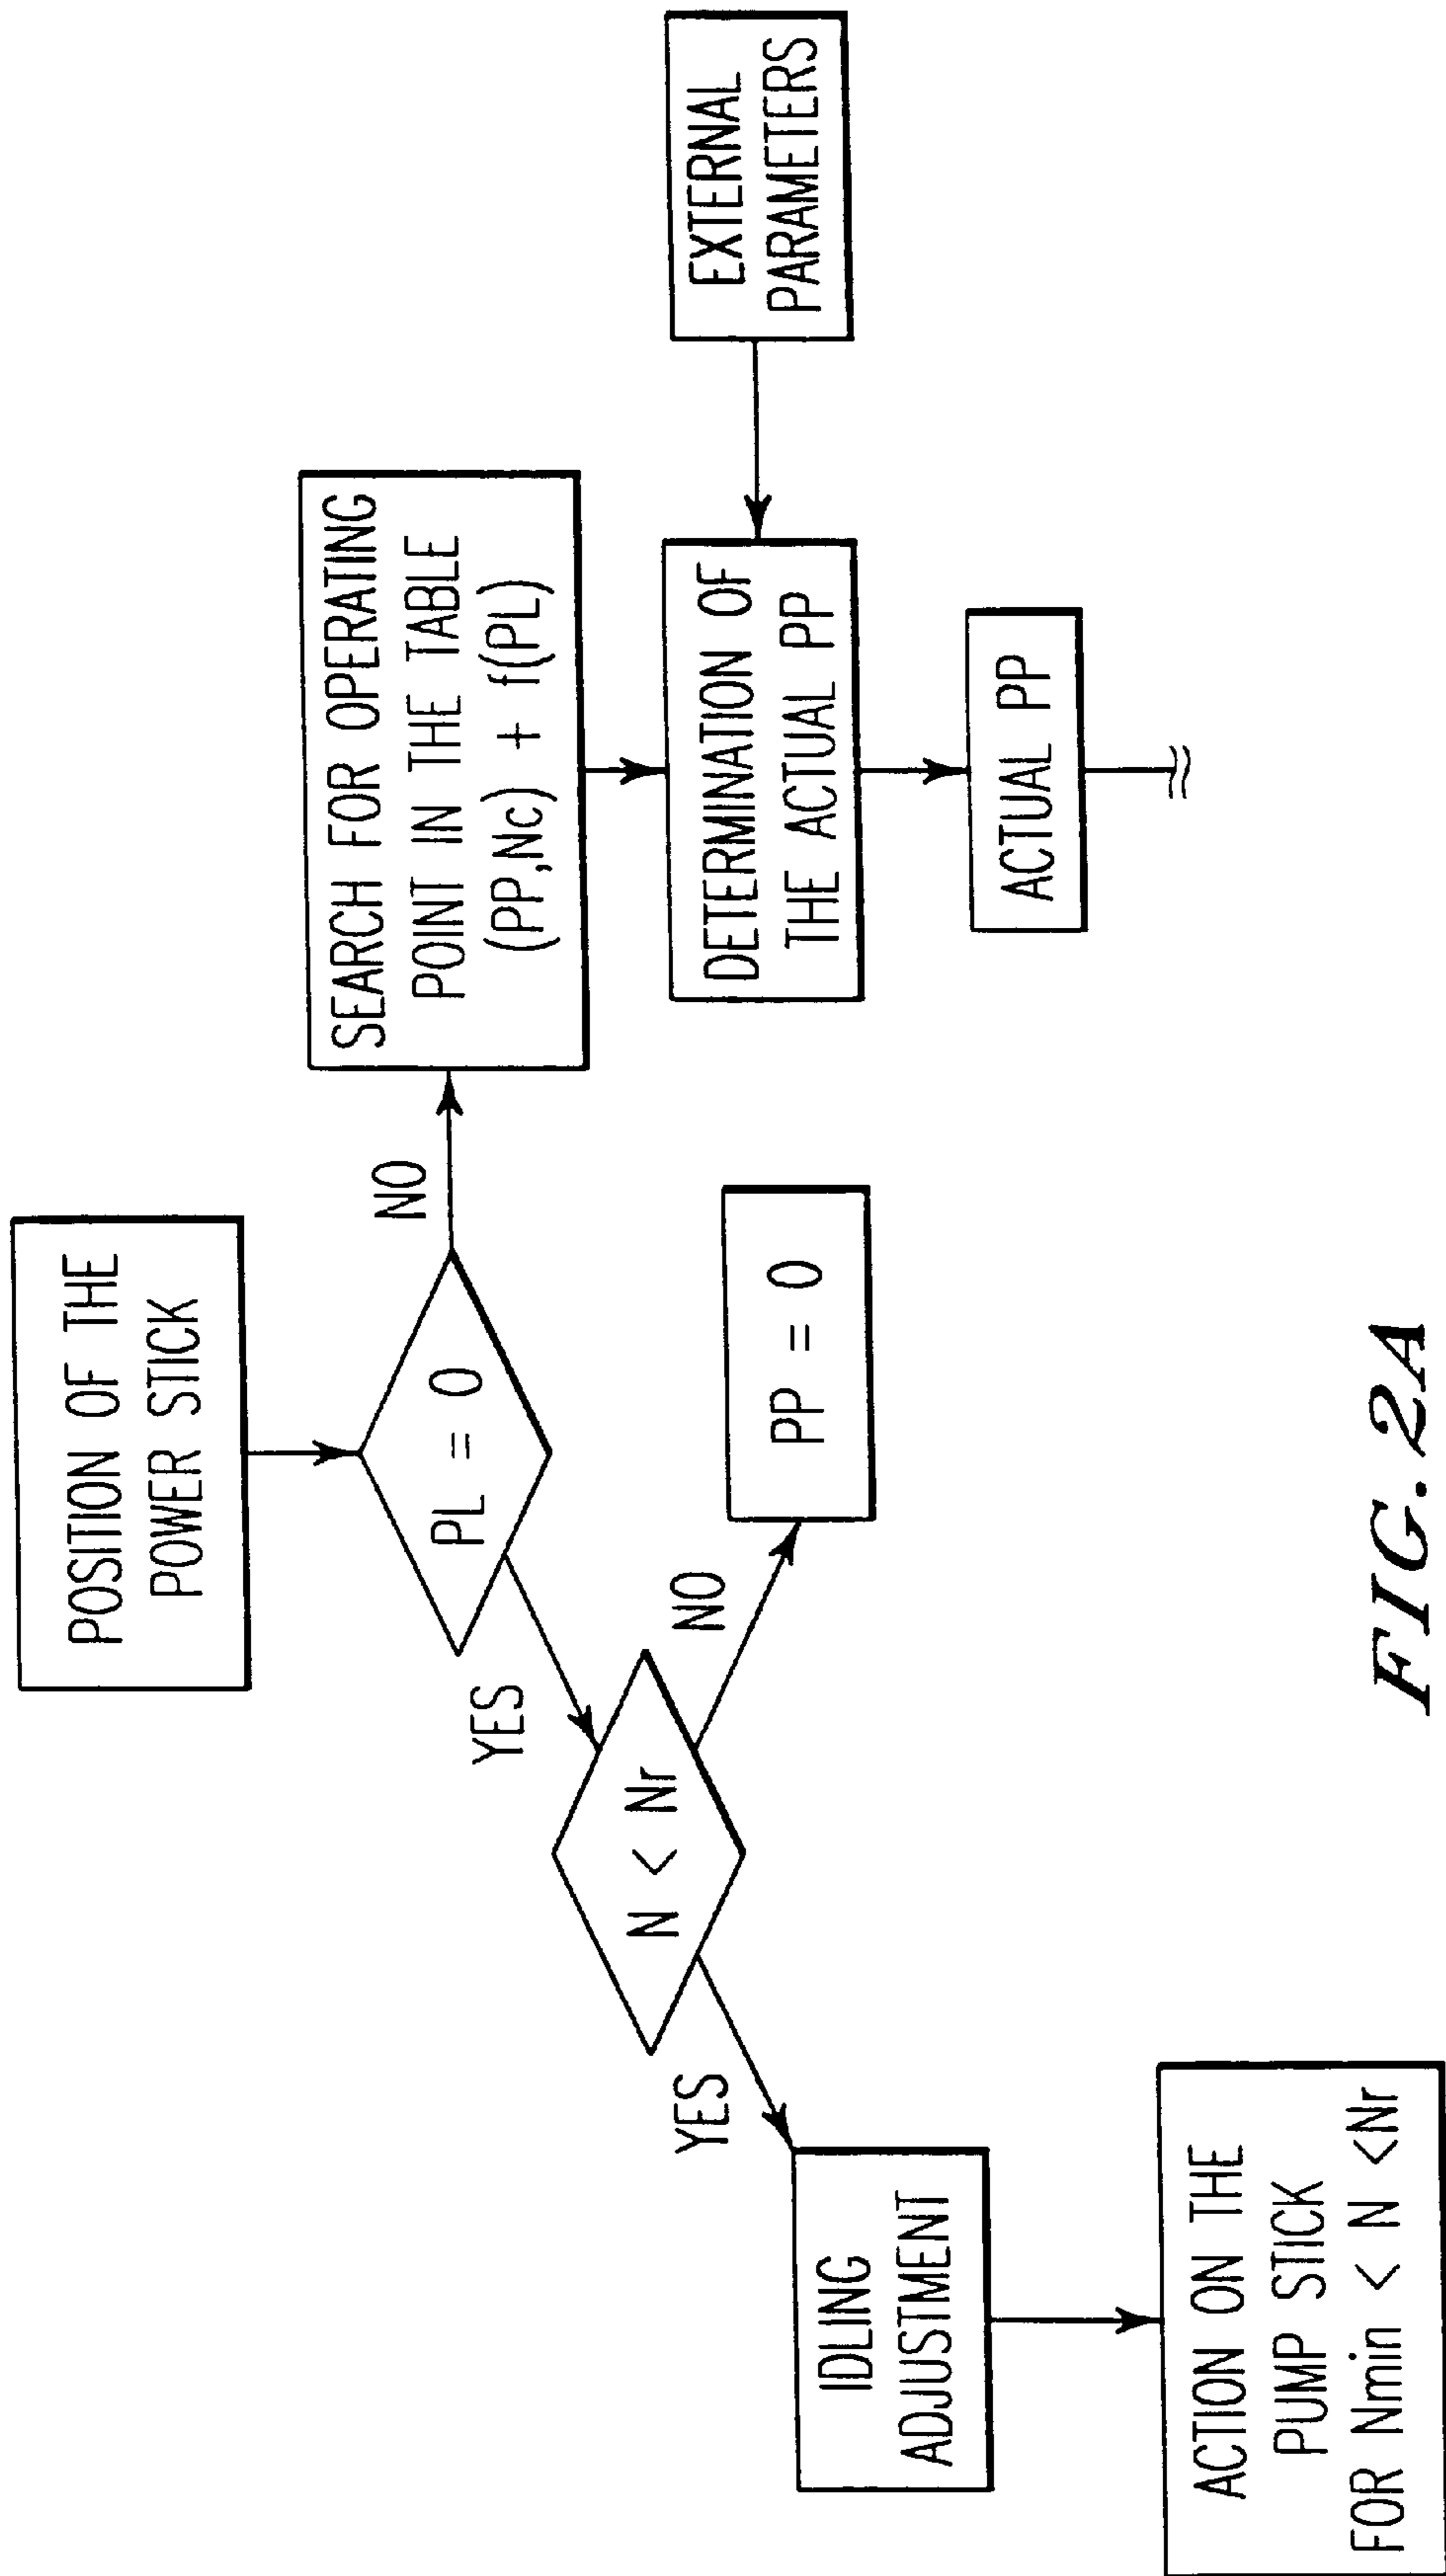 POSITION OF THE
POWER STICK
PL = 0
NO
YES
SEARCH FOR OPERATING
POINT IN THE TABLE
(PP,Nc) + f(PL)
N < Nr
NO
YES
PP = 0
DETERMINATION OF
THE ACTUAL PP
EXTERNAL
PARAMETERS
IDLING
ADJUSTMENT
ACTUAL PP
ACTION ON THE
PUMP STICK
FOR Nmin < N <Nr
FIG. 2A